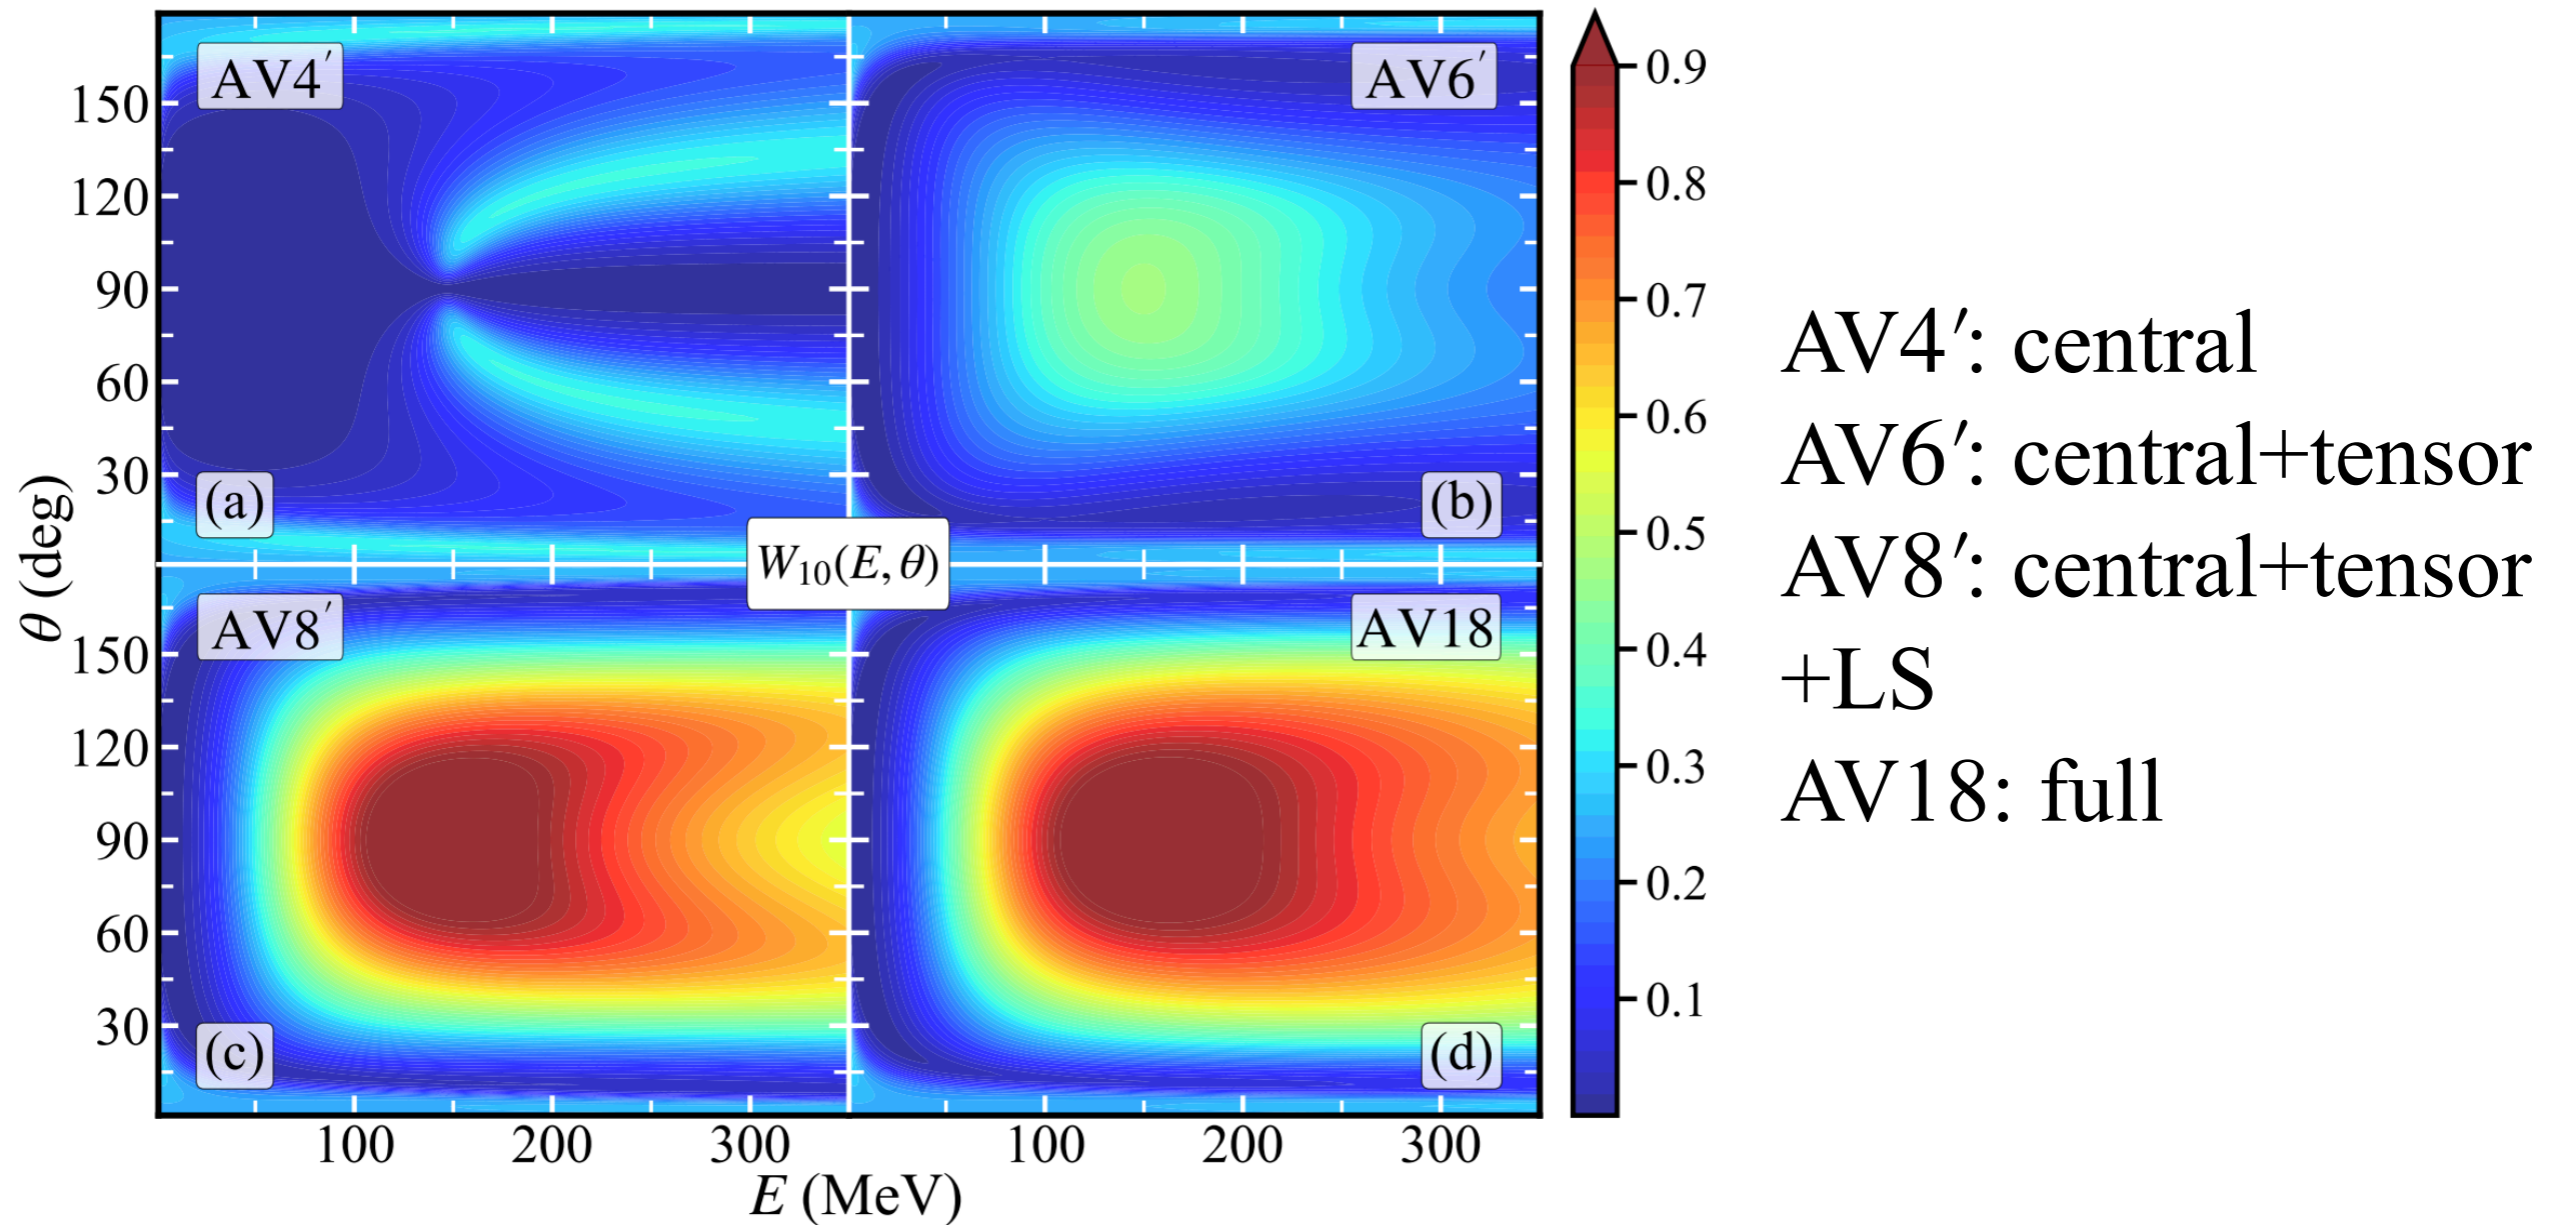 AV4′
AV6′
150
120
90
60
30
(a)
(b)
W₁₀(E, θ)
θ (deg)
AV8′
AV18
150
120
90
60
30
(c)
(d)
100 200 300 100 200 300
E (MeV)
0.9
0.8
0.7
0.6
0.5
0.4
0.3
0.2
0.1
AV4′: central
AV6′: central+tensor
AV8′: central+tensor
+LS
AV18: full